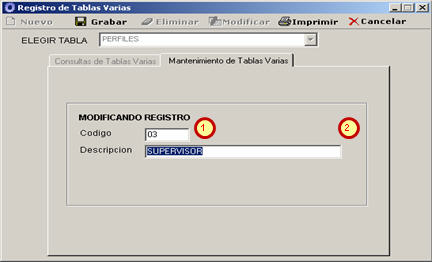 Registro de Tablas Varias
Nuevo Grabar Eliminar Modificar Imprimir Cancelar
ELEGIR TABLA PERFILES
Consultas de Tablas Varias Mantenimiento de Tablas Varias
MODIFICANDO REGISTRO
Codigo 03 1 2
Descripcion SUPERVISOR